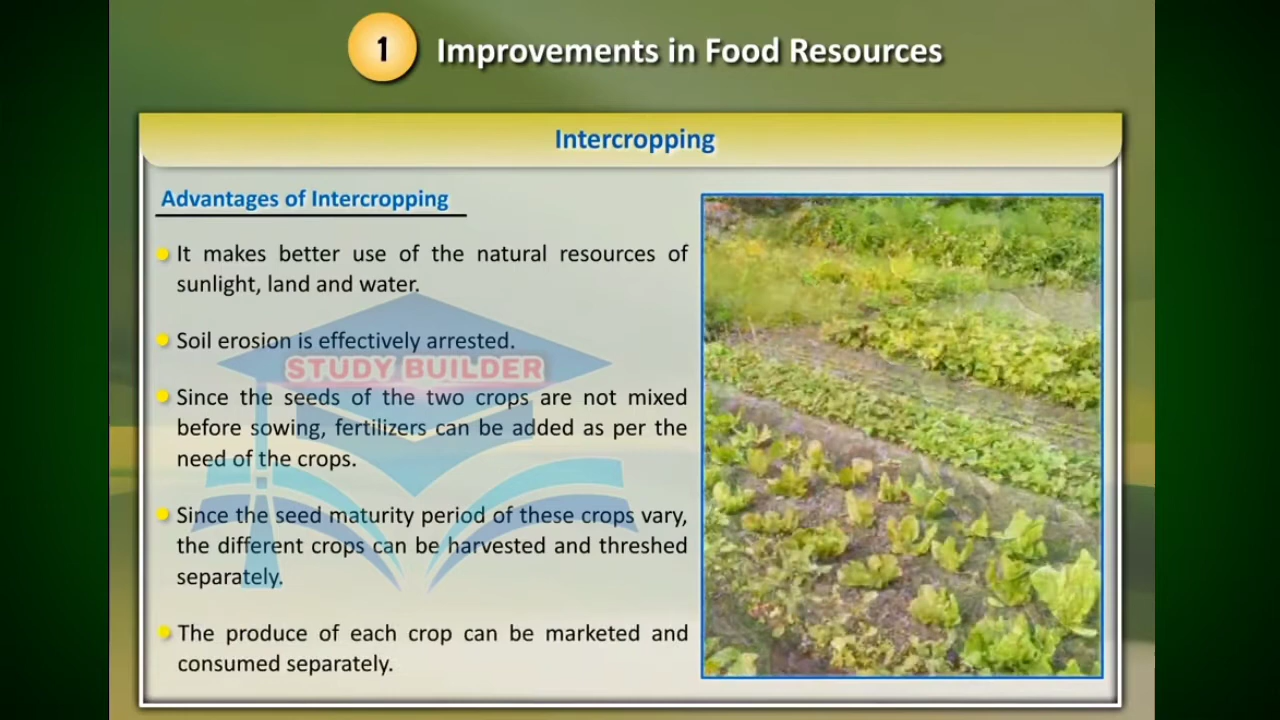 1 Improvements in Food Resources
Intercropping
Advantages of Intercropping
It makes better use of the natural resources of
sunlight, land and water.
Soil erosion is effectively arrested.
STUDY BUILDER
Since the seeds of the two crops are not mixed
before sowing, fertilizers can be added as per the
need of the crops.
Since the seed maturity period of these crops vary,
the different crops can be harvested and threshed
separately.
The produce of each crop can be marketed and
consumed separately.